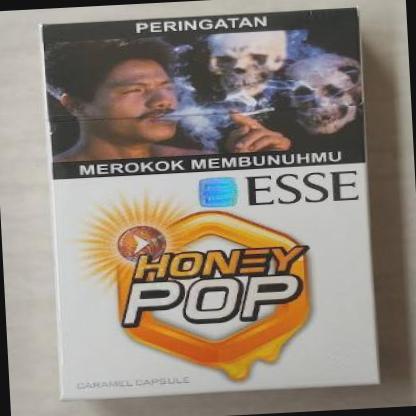 PERINGATAN
MEROKOK MEMBUNUHMU
ESSE
HONEY
POP
CARAMEL CAPSULE